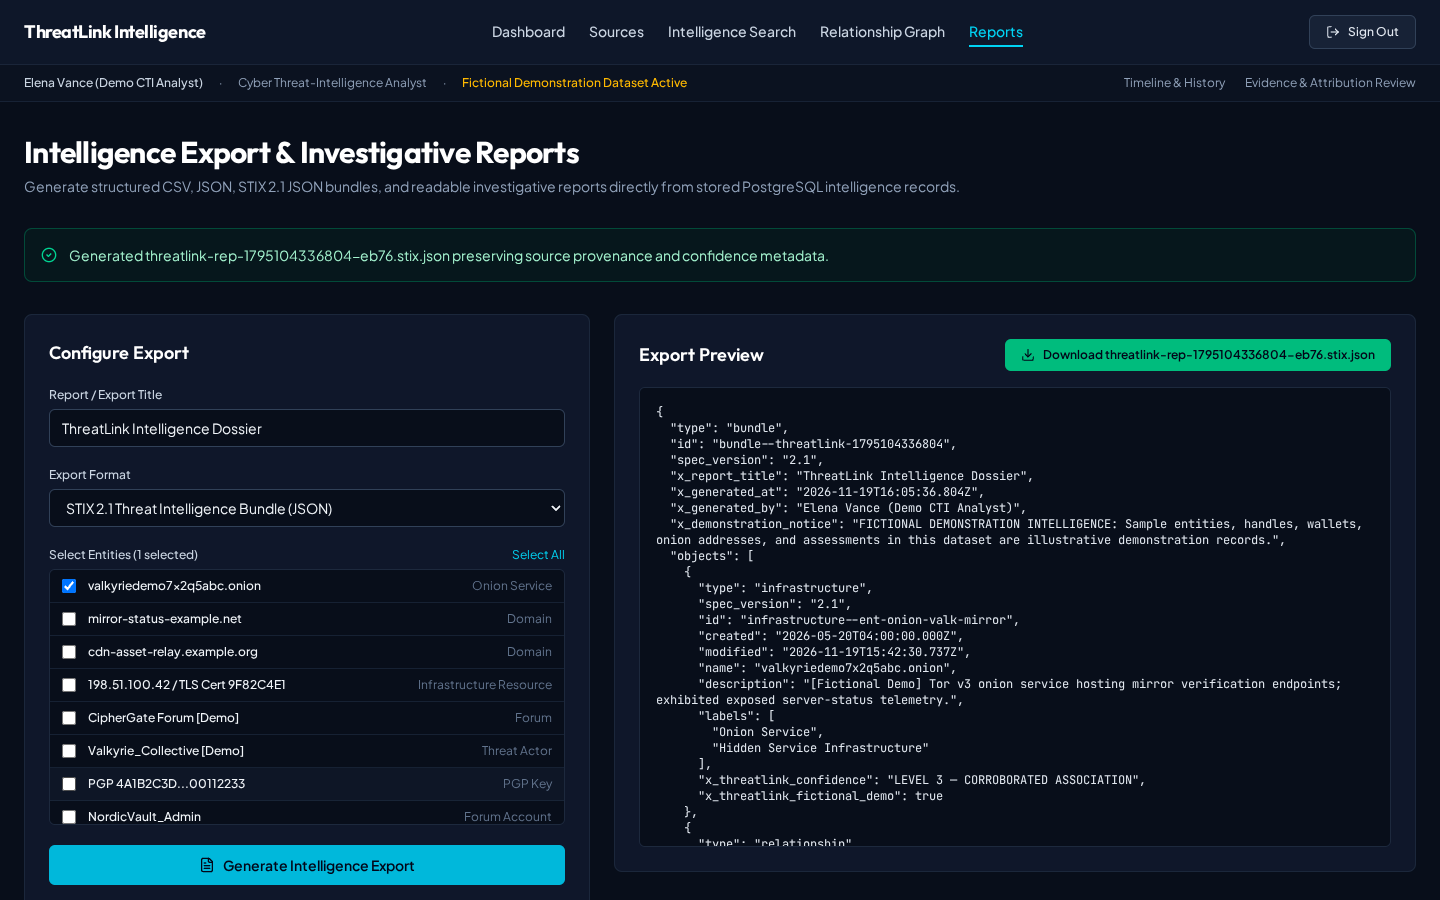 ThreatLink Intelligence
Dashboard
Sources
Intelligence Search
Relationship Graph
Reports
Sign Out
Elena Vance (Demo CTI Analyst)
·
Cyber Threat-Intelligence Analyst
·
Fictional Demonstration Dataset Active
Timeline & History
Evidence & Attribution Review
Intelligence Export & Investigative Reports
Generate structured CSV, JSON, STIX 2.1 JSON bundles, and readable investigative reports directly from stored PostgreSQL intelligence records.
Generated threatlink-rep-1795104336804-eb76.stix.json preserving source provenance and confidence metadata.
Configure Export
Report / Export Title
ThreatLink Intelligence Dossier
Export Format
STIX 2.1 Threat Intelligence Bundle (JSON)
Select Entities (1 selected)
Select All
valkyriedemo7x2q5abc.onion
Onion Service
mirror-status-example.net
Domain
cdn-asset-relay.example.org
Domain
198.51.100.42 / TLS Cert 9F82C4E1
Infrastructure Resource
CipherGate Forum [Demo]
Forum
Valkyrie_Collective [Demo]
Threat Actor
PGP 4A1B2C3D...00112233
PGP Key
NordicVault_Admin
Forum Account
Generate Intelligence Export
Export Preview
Download threatlink-rep-1795104336804-eb76.stix.json
{
"type": "bundle",
"id": "bundle--threatlink-1795104336804",
"spec_version": "2.1",
"x_report_title": "ThreatLink Intelligence Dossier",
"x_generated_at": "2026-11-19T16:05:36.804Z",
"x_generated_by": "Elena Vance (Demo CTI Analyst)",
"x_demonstration_notice": "FICTIONAL DEMONSTRATION INTELLIGENCE: Sample entities, handles, wallets,
onion addresses, and assessments in this dataset are illustrative demonstration records.",
"objects": [
{
"type": "infrastructure",
"spec_version": "2.1",
"id": "infrastructure--ent-onion-valk-mirror",
"created": "2026-05-20T04:00:00.000Z",
"modified": "2026-11-19T15:42:30.737Z",
"name": "valkyriedemo7x2q5abc.onion",
"description": "[Fictional Demo] Tor v3 onion service hosting mirror verification endpoints;
exhibited exposed server-status telemetry.",
"labels": [
"Onion Service",
"Hidden Service Infrastructure"
],
"x_threatlink_confidence": "LEVEL 3 — CORROBORATED ASSOCIATION",
"x_threatlink_fictional_demo": true
},
{
"type": "relationship"